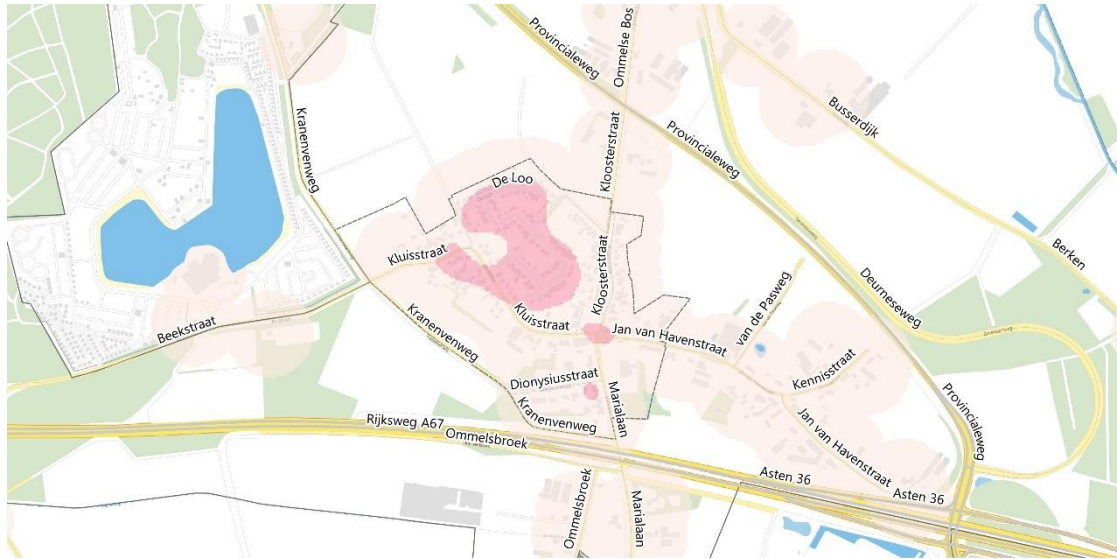 Provincialeweg
Ommelse Bos
Kranenvenweg
Busserdijk
Provincialeweg
Kloosterstraat
De Loo
Kluisstraat
Kloosterstraat
Berken
Deurneseweg
van de Pasweg
Beekstraat
Kranenvenweg
Kluisstraat
Jan van Havenstraat
Kennisstraat
Dionysiusstraat
Marialaan
Kranenvenweg
Jan van Havenstraat
Provincialeweg
Rijksweg A67
Ommelsbroek
Asten 36
Asten 36
Ommelsbroek
Marialaan